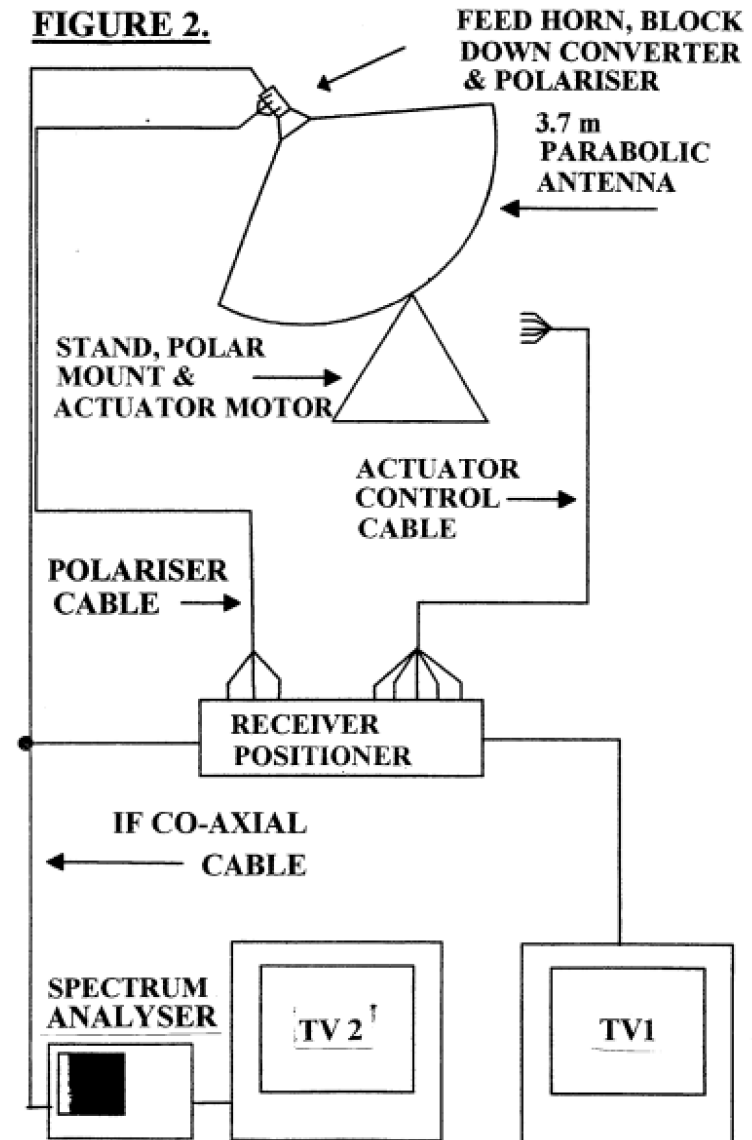 FIGURE 2.
FEED HORN, BLOCK
DOWN CONVERTER
& POLARISER
3.7 m
PARABOLIC
ANTENNA
STAND, POLAR
MOUNT &
ACTUATOR MOTOR
ACTUATOR
CONTROL
CABLE
POLARISER
CABLE
RECEIVER
POSITIONER
IF CO-AXIAL
CABLE
SPECTRUM
ANALYSER
TV 2
TV1